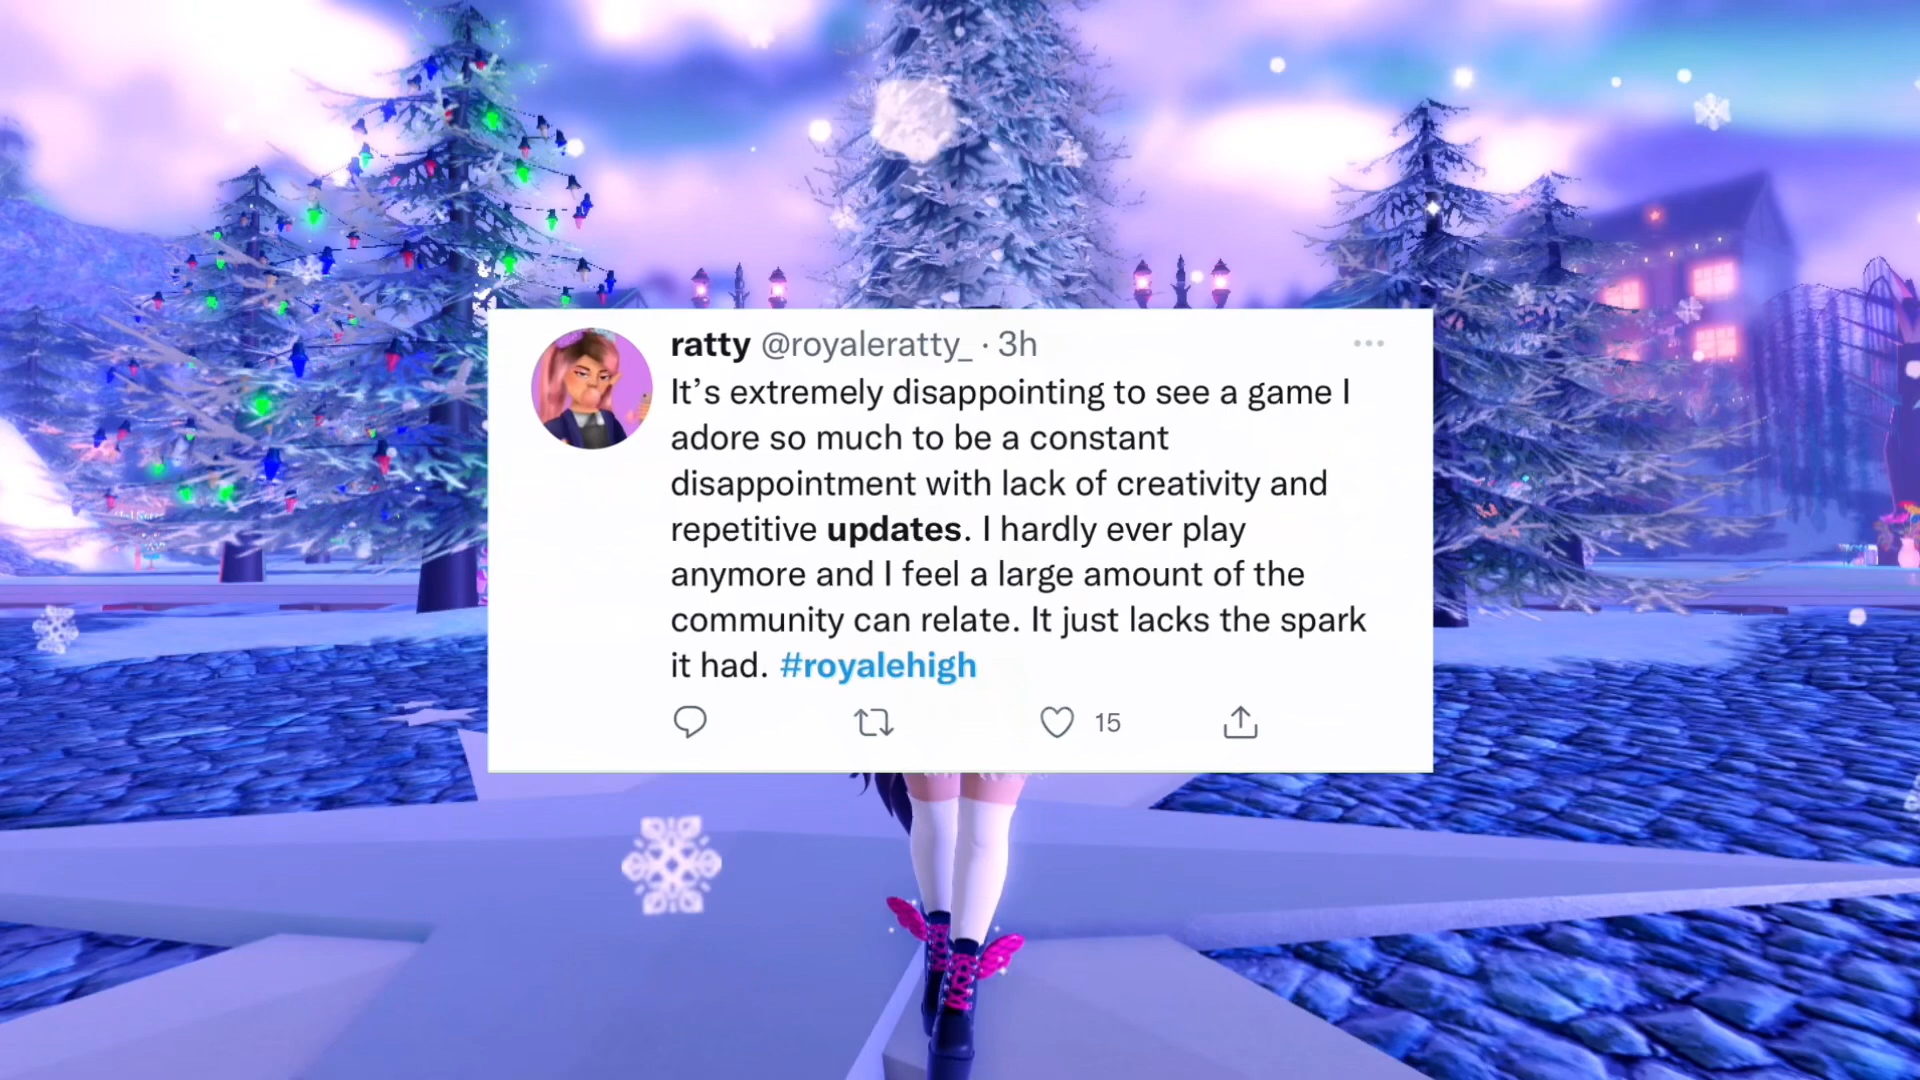 ratty @royaleratty_ · 3h
It’s extremely disappointing to see a game I
adore so much to be a constant
disappointment with lack of creativity and
repetitive updates. I hardly ever play
anymore and I feel a large amount of the
community can relate. It just lacks the spark
it had. #royalehigh
15